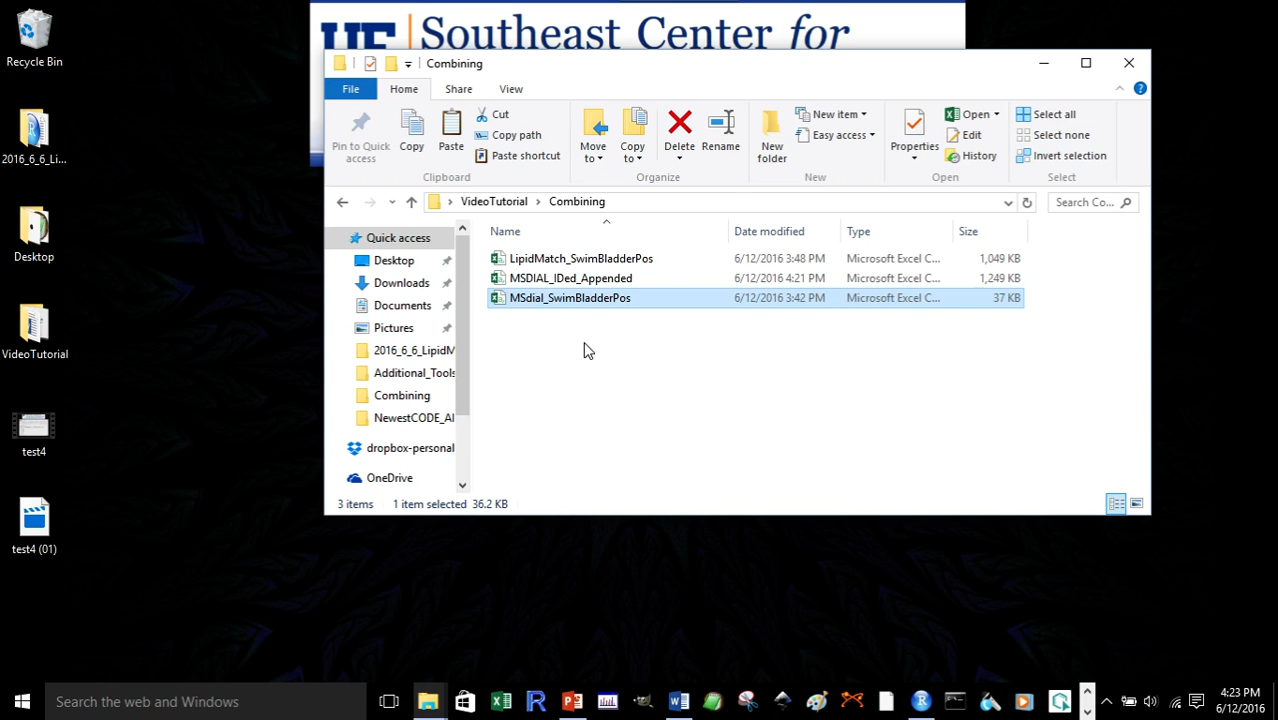 Recycle Bin
2016_6_6_Li...
Desktop
VideoTutorial
test4
test4 (01)
UF Southeast Center for
Combining
File Home Share View
Pin to Quick access
Copy
Paste
Cut
Copy path
Paste shortcut
Clipboard
Move to
Copy to
Delete
Rename
Organize
New folder
New item
Easy access
New
Properties
Open
Edit
History
Open
Select all
Select none
Invert selection
Select
VideoTutorial > Combining
Search Co...
Name Date modified Type Size
LipidMatch_SwimBladderPos 6/12/2016 3:48 PM Microsoft Excel C... 1,049 KB
MSDIAL_IDed_Appended 6/12/2016 4:21 PM Microsoft Excel C... 1,249 KB
MSdial_SwimBladderPos 6/12/2016 3:42 PM Microsoft Excel C... 37 KB
Quick access
Desktop
Downloads
Documents
Pictures
2016_6_6_LipidM
Additional_Tools
Combining
NewestCODE_Al
dropbox-personal
OneDrive
3 items 1 item selected 36.2 KB
Search the web and Windows
4:23 PM
6/12/2016